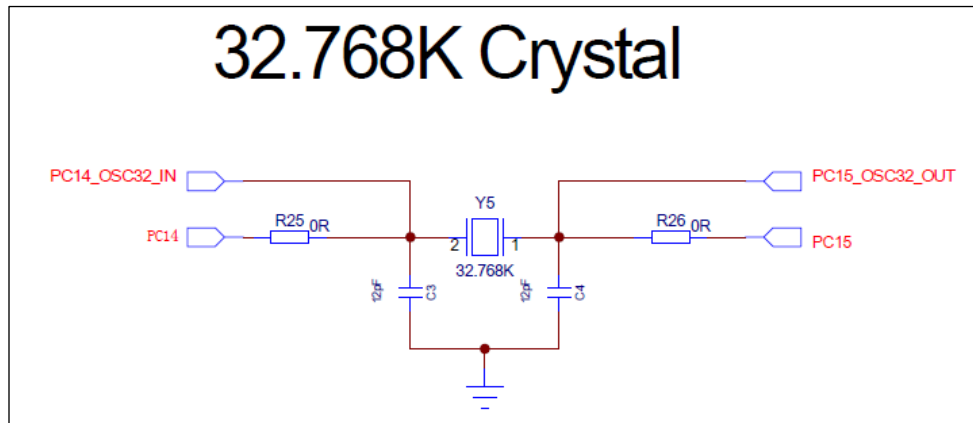 32.768K Crystal
PC14_OSC32_IN
PC15_OSC32_OUT
Y5
R25
0R
R26
0R
PC14
2
1
PC15
32.768K
12pF
C3
12pF
C4